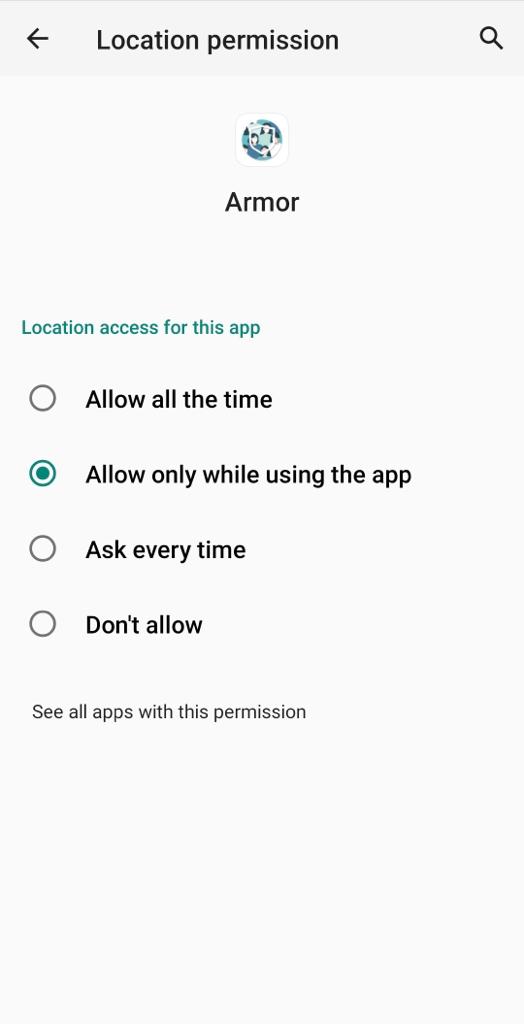 Location permission
Armor
Location access for this app
Allow all the time
Allow only while using the app
Ask every time
Don't allow
See all apps with this permission